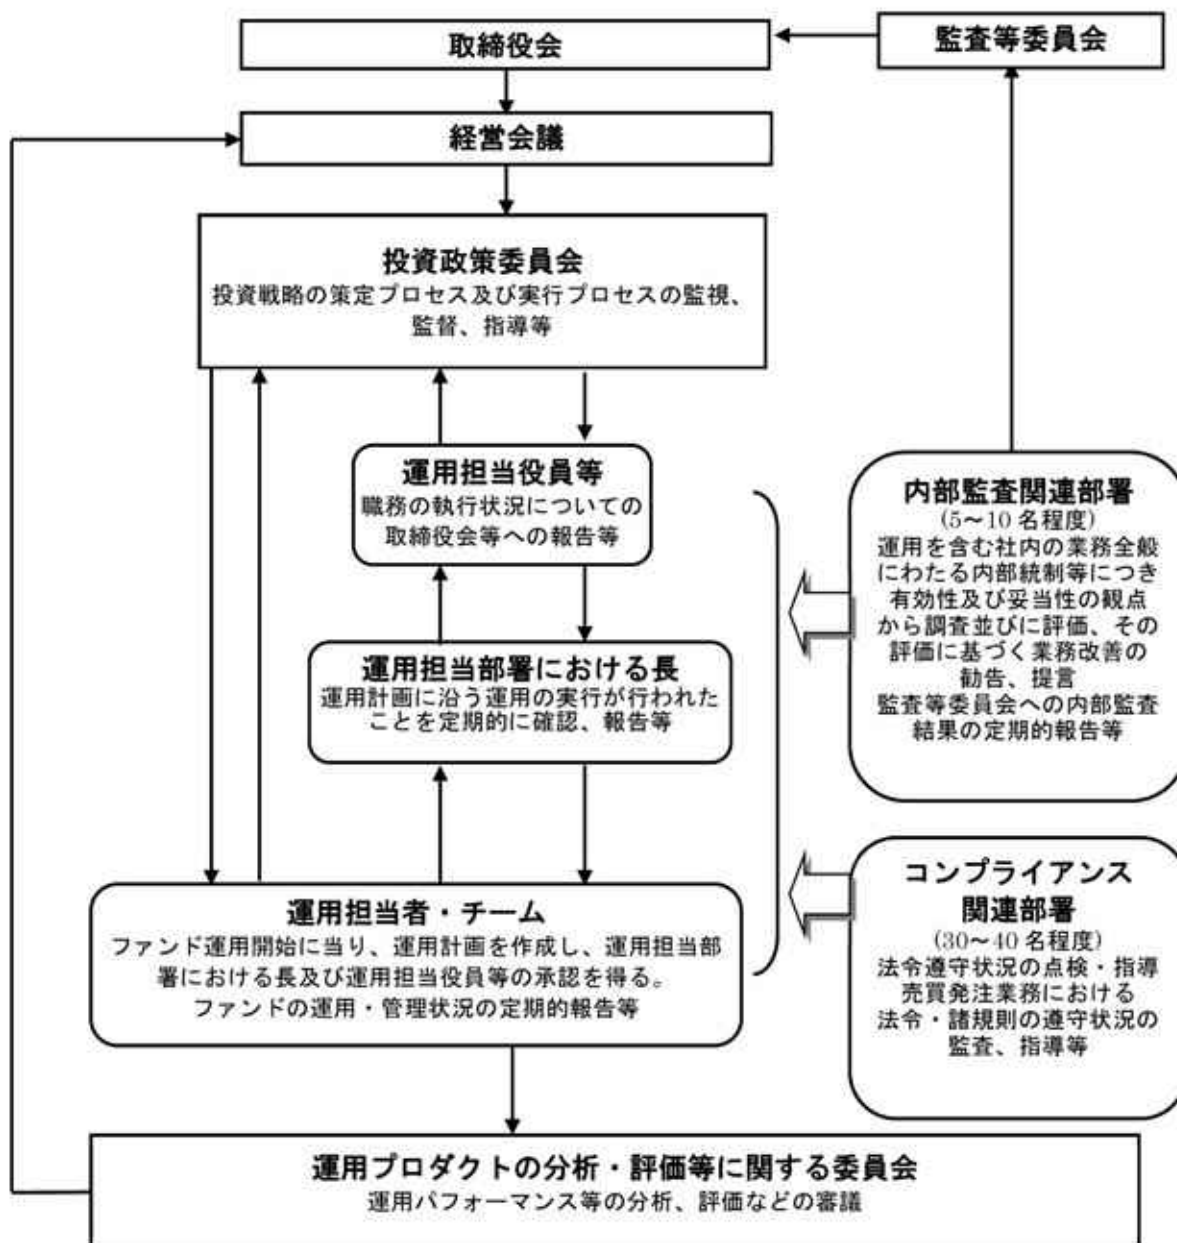 取締役会
監査等委員会
経営会議
投資政策委員会
投資戦略の策定プロセス及び実行プロセスの監視、
監督、指導等
運用担当役員等
職務の執行状況についての
取締役会等への報告等
運用担当部署における長
運用計画に沿う運用の実行が行われた
ことを定期的に確認、報告等
運用担当者・チーム
ファンド運用開始に当り、運用計画を作成し、運用担当部
署における長及び運用担当役員等の承認を得る。
ファンドの運用・管理状況の定期的報告等
内部監査関連部署
(5～10 名程度)
運用を含む社内の業務全般
にわたる内部統制等につき
有効性及び妥当性の観点
から調査並びに評価、その
評価に基づく業務改善の
勧告、提言
監査等委員会への内部監査
結果の定期的報告等
コンプライアンス
関連部署
(30～40 名程度)
法令遵守状況の点検・指導
売買発注業務における
法令・諸規則の遵守状況の
監査、指導等
運用プロダクトの分析・評価等に関する委員会
運用パフォーマンス等の分析、評価などの審議